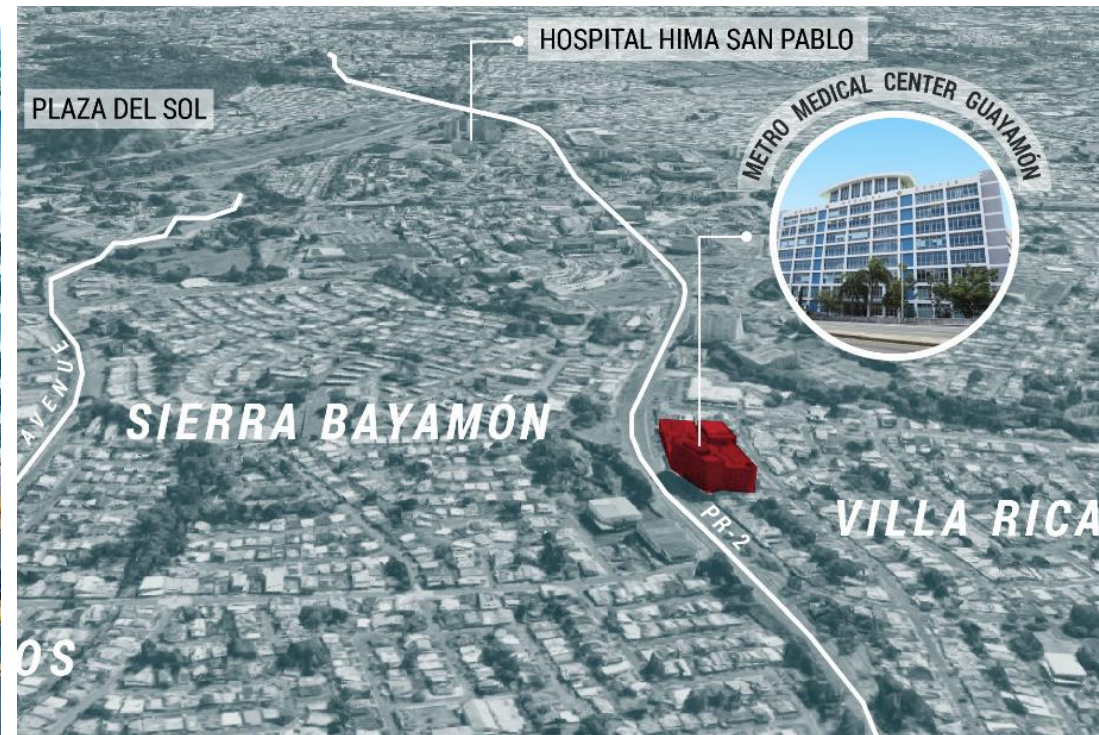 HOSPITAL HIMA SAN PABLO
PLAZA DEL SOL
METRO MEDICAL CENTER GUAYAMÓN
AVENUE
SIERRA BAYAMÓN
PR-2
VILLA RICA
OS